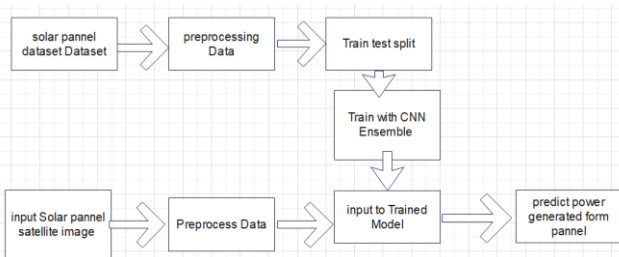 solar pannel
dataset Dataset
preprocessing
Data
Train test split
Train with CNN
Ensemble
input Solar pannel
satellite image
Preprocess Data
input to Trained
Model
predict power
generated form
pannel